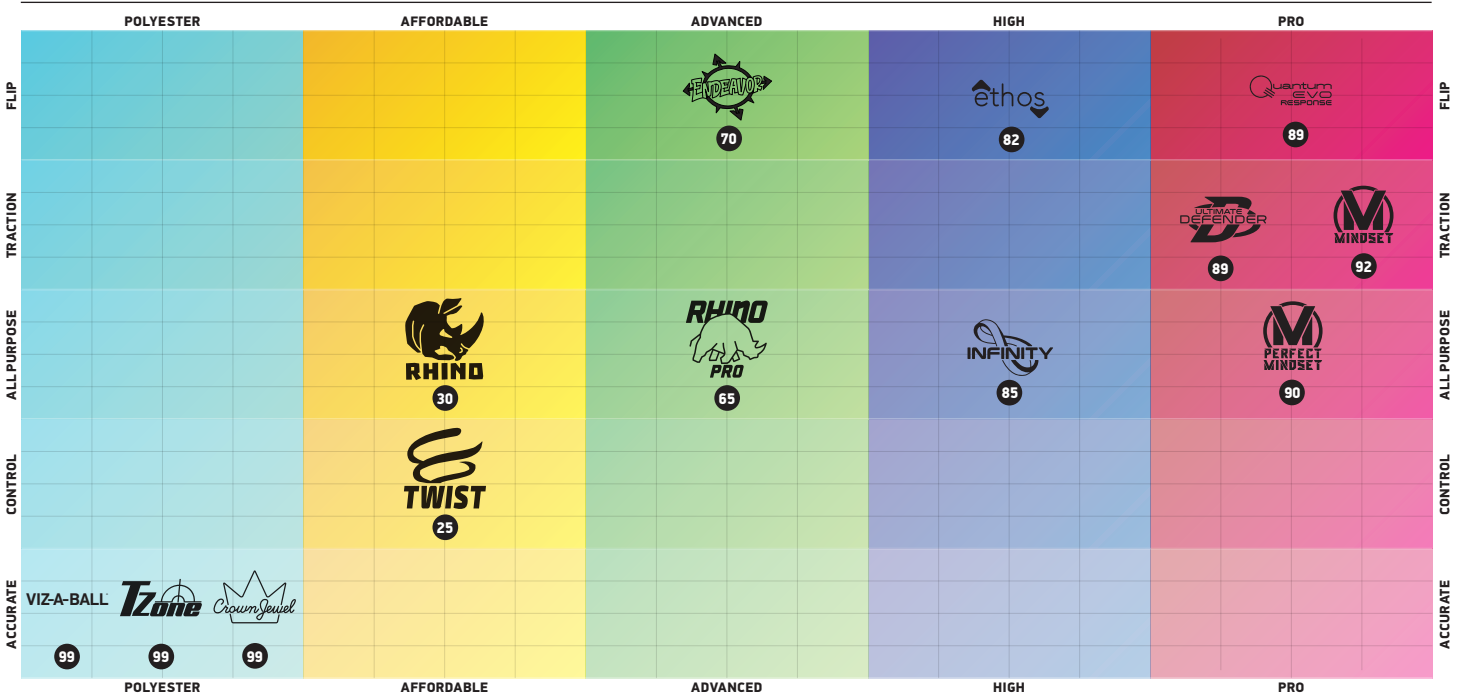 POLYESTER AFFORDABLE ADVANCED HIGH PRO
FLIP
ENDEAVOR
70
ethos
82
Quantum
EVO
RESPONSE
89
FLIP
TRACTION
ULTIMATE
DEFENDER
89
MINDSET
92
TRACTION
ALL PURPOSE
RHINO
30
RHINO
PRO
65
INFINITY
85
PERFECT
MINDSET
90
ALL PURPOSE
CONTROL
TWIST
25
CONTROL
ACCURATE
VIZ-A-BALL
99
TZone
99
Crown Jewel
99
ACCURATE
POLYESTER AFFORDABLE ADVANCED HIGH PRO